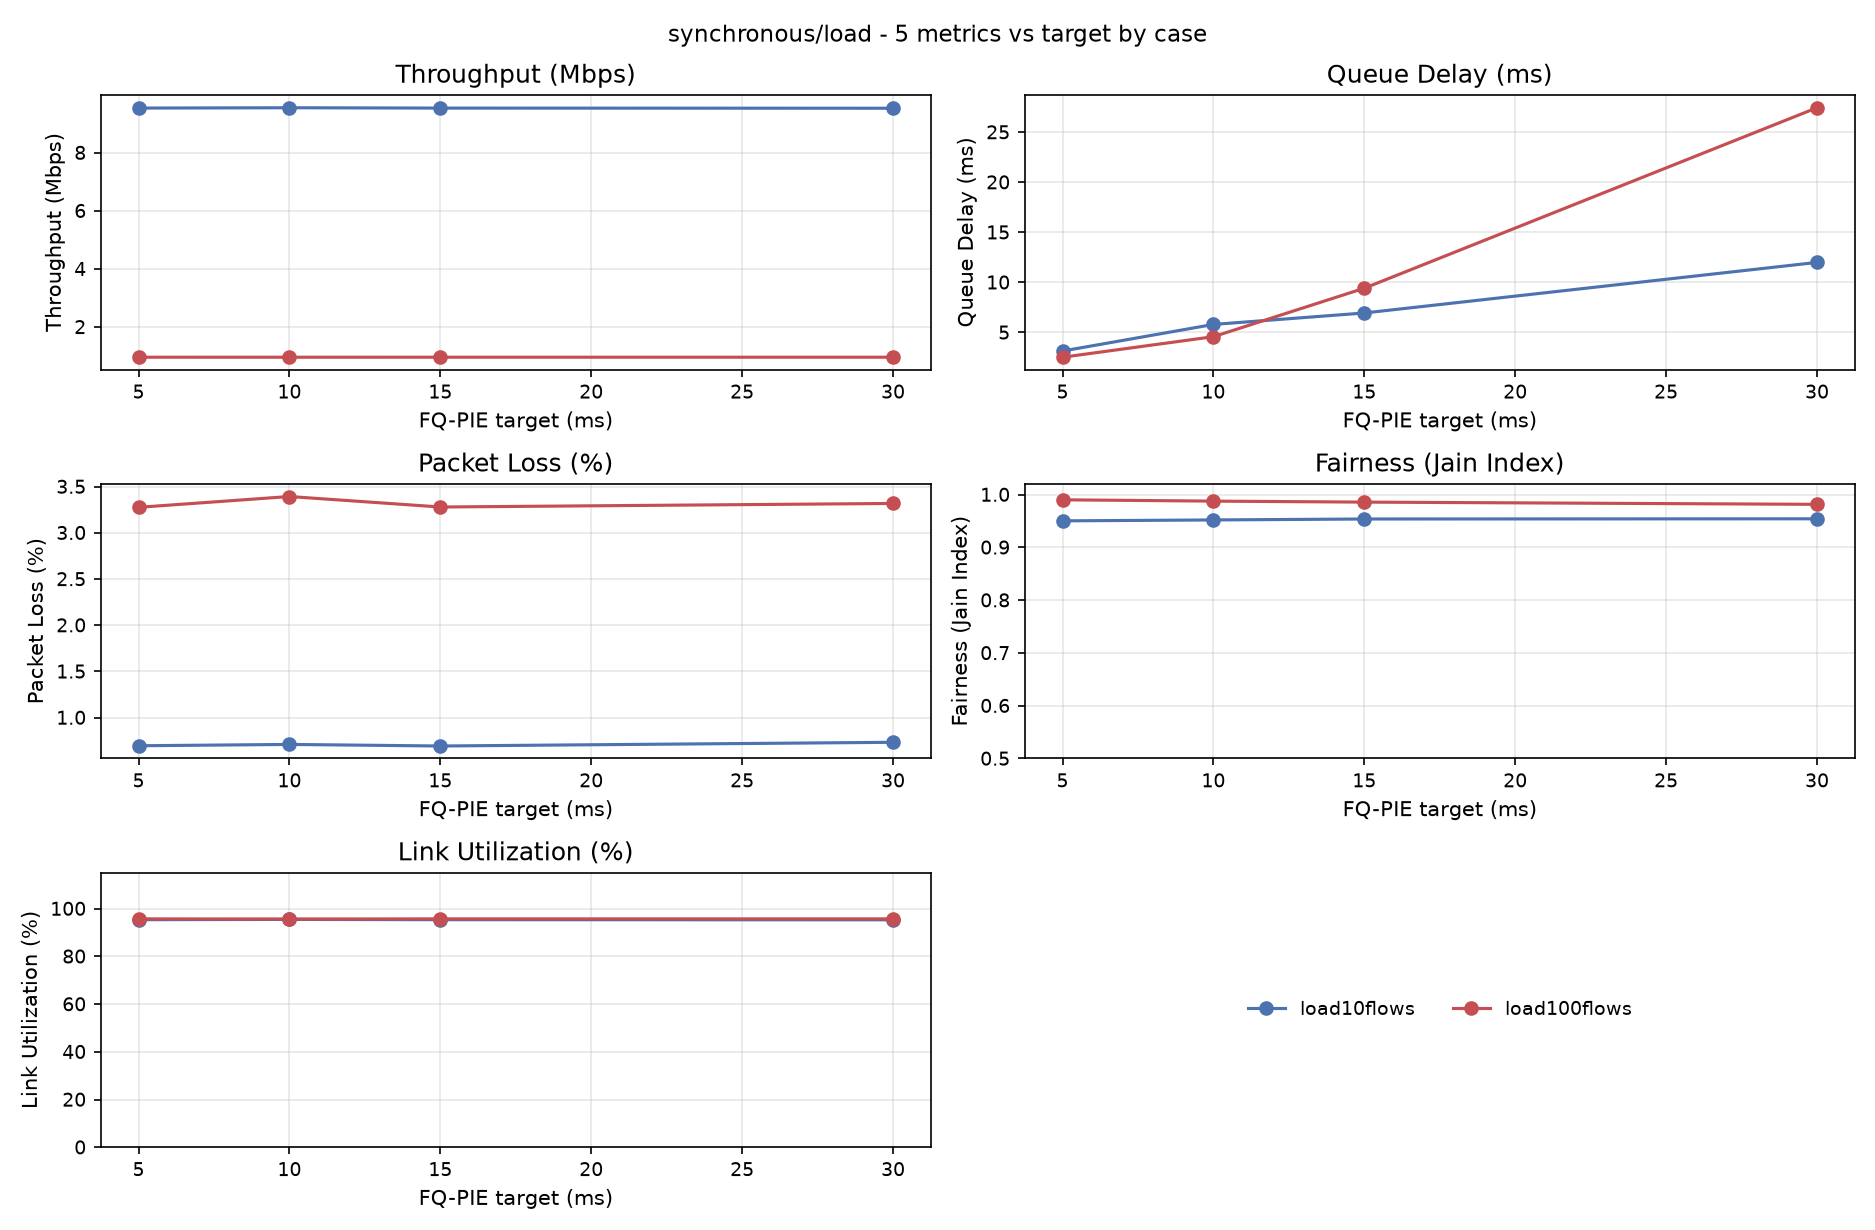 synchronous/load - 5 metrics vs target by case
Throughput (Mbps)
Throughput (Mbps)
8
6
4
2
5 10 15 20 25 30
FQ-PIE target (ms)
Queue Delay (ms)
Queue Delay (ms)
25
20
15
10
5
5 10 15 20 25 30
FQ-PIE target (ms)
Packet Loss (%)
Packet Loss (%)
3.5
3.0
2.5
2.0
1.5
1.0
5 10 15 20 25 30
FQ-PIE target (ms)
Fairness (Jain Index)
Fairness (Jain Index)
1.0
0.9
0.8
0.7
0.6
0.5
5 10 15 20 25 30
FQ-PIE target (ms)
Link Utilization (%)
Link Utilization (%)
100
80
60
40
20
0
5 10 15 20 25 30
FQ-PIE target (ms)
load10flows load100flows